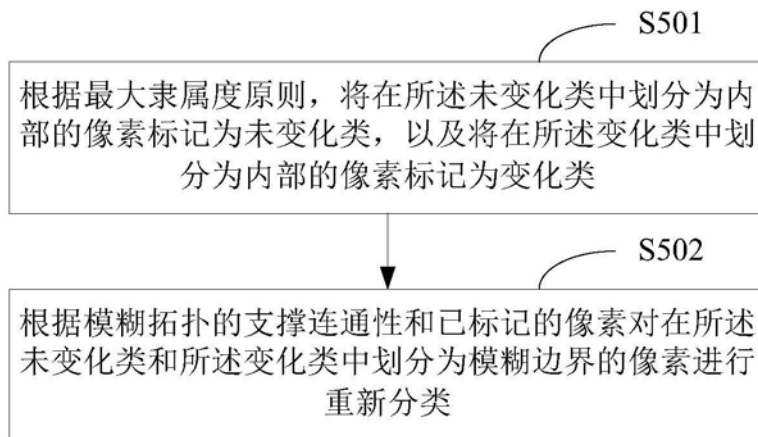 S501
根据最大隶属度原则，将在所述未变化类中划分为内
部的像素标记为未变化类，以及将在所述变化类中划
分为内部的像素标记为变化类
S502
根据模糊拓扑的支撑连通性和已标记的像素对在所述
未变化类和所述变化类中划分为模糊边界的像素进行
重新分类